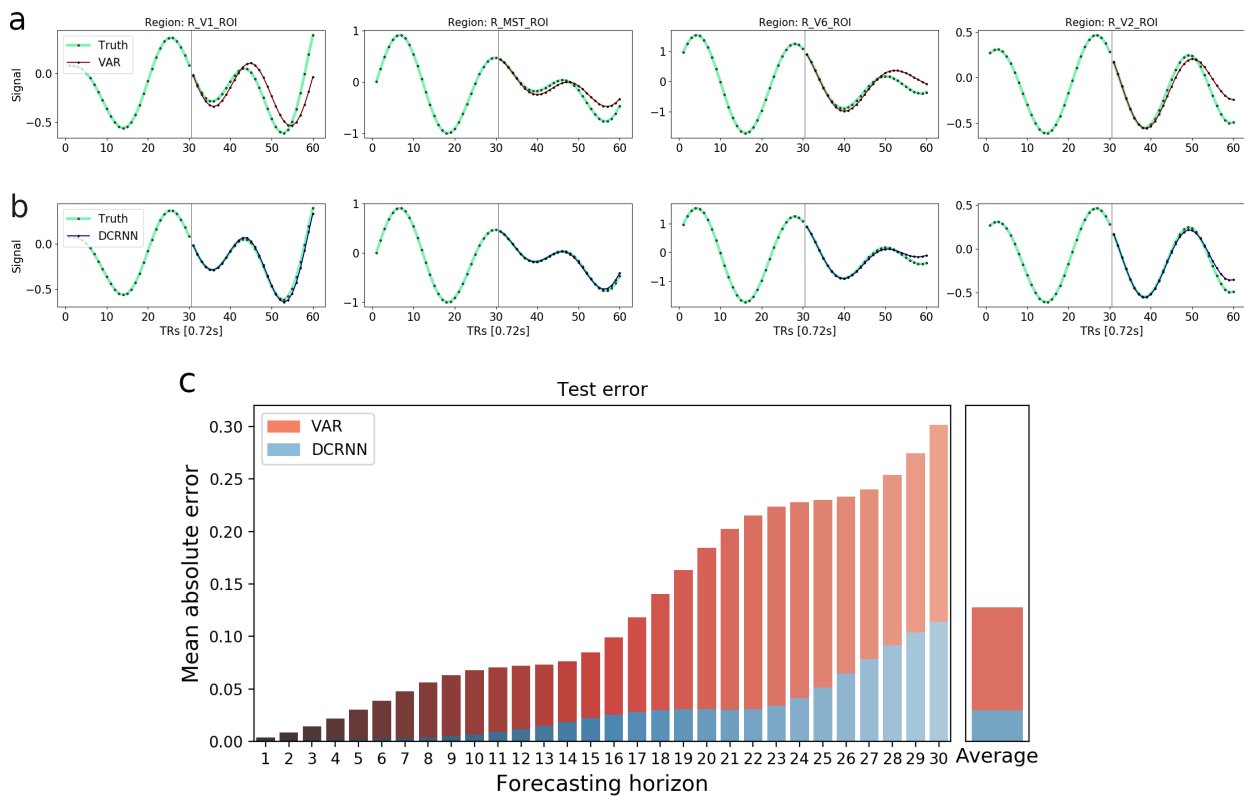 a
Region: R_V1_ROI
Region: R_MST_ROI
Region: R_V6_ROI
Region: R_V2_ROI
Signal
Truth
VAR
0.0
−0.5
0 10 20 30 40 50 60
1
0
−1
0 10 20 30 40 50 60
1
0
−1
0 10 20 30 40 50 60
0.5
0.0
−0.5
0 10 20 30 40 50 60
b
Signal
Truth
DCRNN
0.0
−0.5
0 10 20 30 40 50 60
TRs [0.72s]
1
0
−1
0 10 20 30 40 50 60
TRs [0.72s]
1
0
−1
0 10 20 30 40 50 60
TRs [0.72s]
0.5
0.0
−0.5
0 10 20 30 40 50 60
TRs [0.72s]
c
Test error
VAR
DCRNN
Mean absolute error
0.30
0.25
0.20
0.15
0.10
0.05
0.00
1 2 3 4 5 6 7 8 9 10 11 12 13 14 15 16 17 18 19 20 21 22 23 24 25 26 27 28 29 30
Average
Forecasting horizon